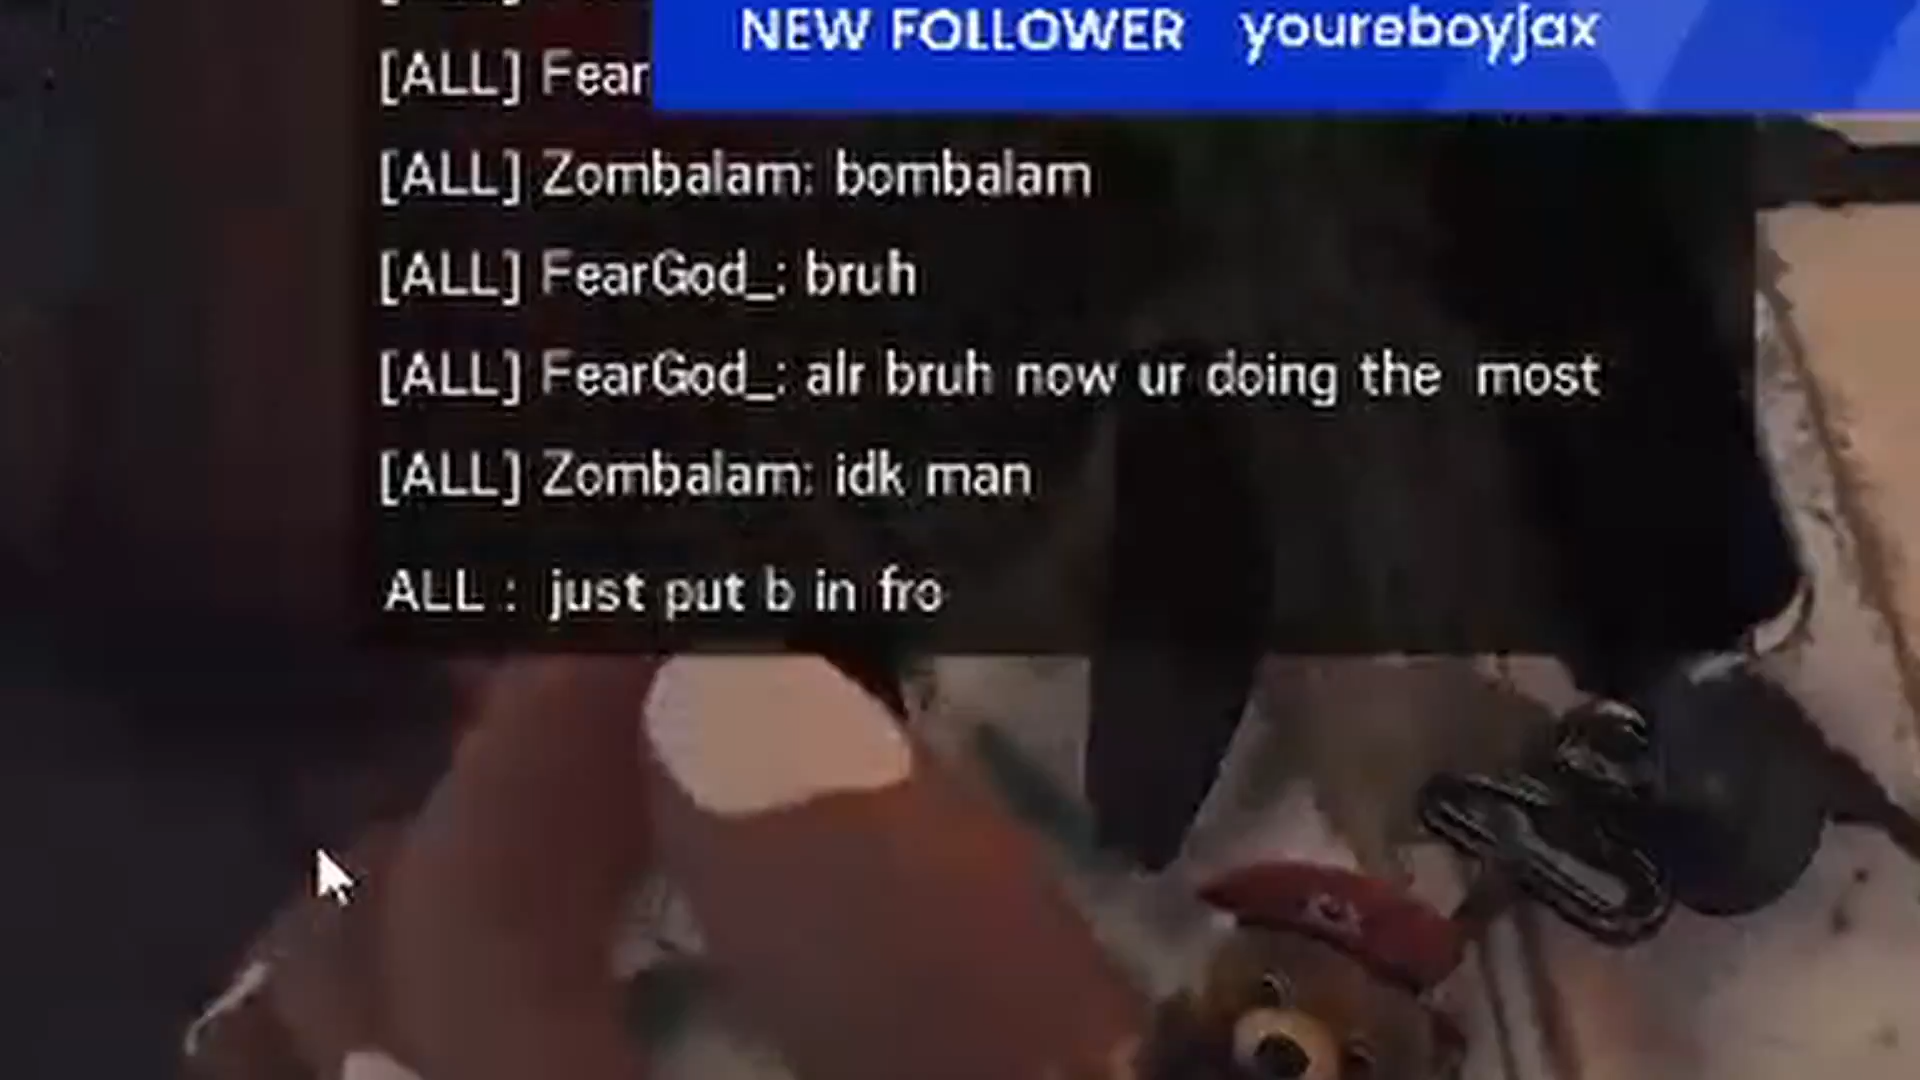 NEW FOLLOWER youreboyjax
[ALL] Fear
[ALL] Zombalam: bombalam
[ALL] FearGod_: bruh
[ALL] FearGod_: alr bruh now ur doing the most
[ALL] Zombalam: idk man
ALL : just put b in fro